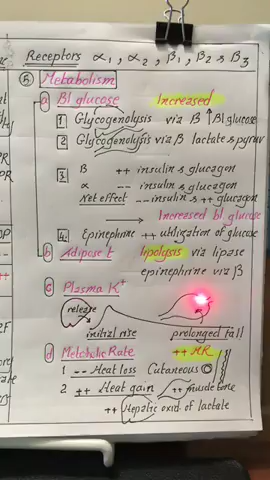 Receptors α1, α2, β1, β2 & β3
⑤ Metabolism
a Bl glucose Increased
1 Glycogenolysis via β ↑ Bl glucose
2 Glycogenolysis via β lactate & pyruv
3 β ++ insulin & glucagon
α -- insulin & glucagon
Net effect -- insulin & ++ glucagon
→ Increased bl glucose
4 Epinephrine ++ utiligation of glucose
b Adipose t lipolysis via lipase
epinephrine via β
c Plasma K+
release
initial rise prolonged fall
d Metabolic Rate ++ MR
1 -- Heat loss Cutaneous ©
2 ++ Heat gain ++ muscle tone
++ Hepatic oxid of lactate